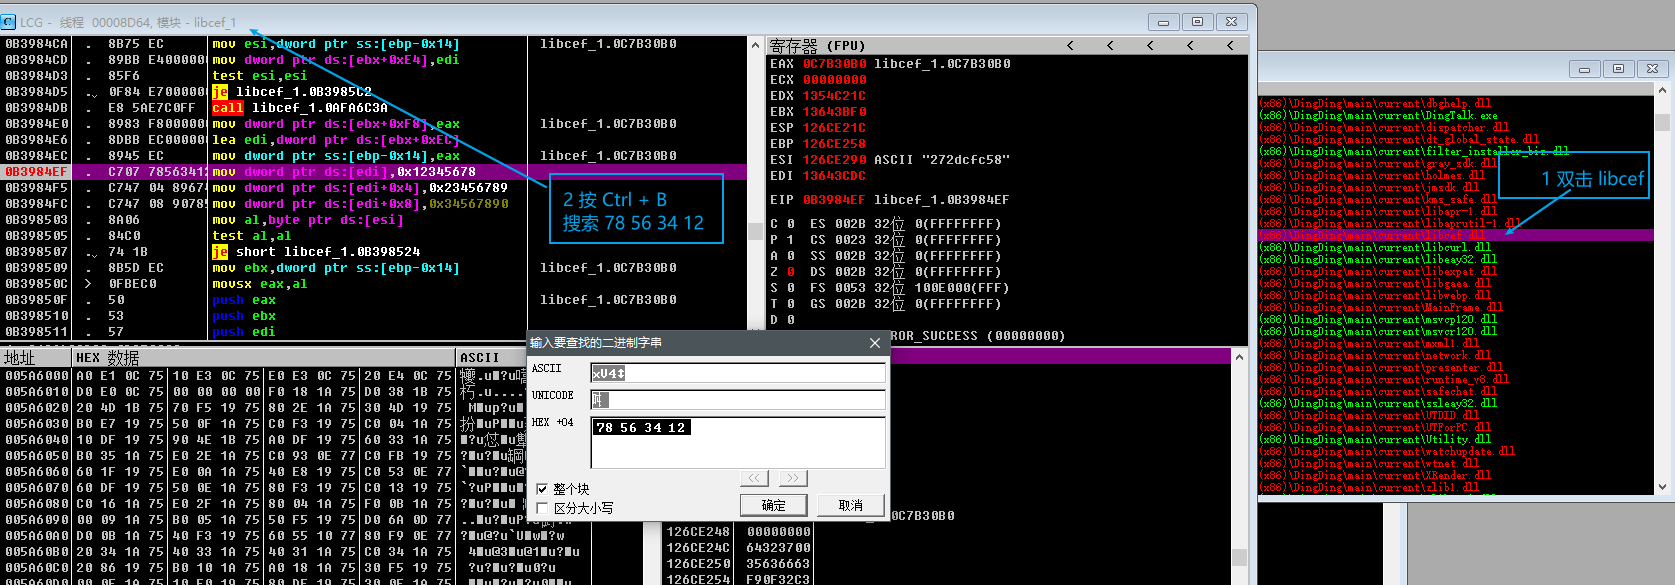 LCG - 线程 00008D64, 模块 - libcef_1
0B3984CA . 8B75 EC mov esi,dword ptr ss:[ebp-0x14] libcef_1.0C7B30B0
0B3984CD . 89BB E4000000 mov dword ptr ds:[ebx+0xE4],edi
0B3984D3 . 85F6 test esi,esi
0B3984D5 .v 0F84 E7000000 je libcef_1.0B3985C2
0B3984DB . E8 5AE7C0FF call libcef_1.0AFA6C3A
0B3984E0 . 8983 F8000000 mov dword ptr ds:[ebx+0xF8],eax libcef_1.0C7B30B0
0B3984E6 . 8DBB EC000000 lea edi,dword ptr ds:[ebx+0xEC]
0B3984EC . 8945 EC mov dword ptr ss:[ebp-0x14],eax libcef_1.0C7B30B0
0B3984EF . C707 78563412 mov dword ptr ds:[edi],0x12345678
0B3984F5 . C747 04 89674 mov dword ptr ds:[edi+0x4],0x23456789
0B3984FC . C747 08 90785 mov dword ptr ds:[edi+0x8],0x34567890
0B398503 . 8A06 mov al,byte ptr ds:[esi]
0B398505 . 84C0 test al,al
0B398507 .v 74 1B je short libcef_1.0B398524
0B398509 . 8B5D EC mov ebx,dword ptr ss:[ebp-0x14] libcef_1.0C7B30B0
0B39850C > 0FBEC0 movsx eax,al
0B39850F . 50 push eax libcef_1.0C7B30B0
0B398510 . 53 push ebx
0B398511 . 57 push edi
2 按 Ctrl + B
搜索 78 56 34 12
寄存器 (FPU) < < < < <
EAX 0C7B30B0 libcef_1.0C7B30B0
ECX 00000000
EDX 1354C21C
EBX 13643BF0
ESP 126CE21C
EBP 126CE258
ESI 126CE290 ASCII "272dcfc58"
EDI 13643CDC
EIP 0B3984EF libcef_1.0B3984EF
C 0 ES 002B 32位 0(FFFFFFFF)
P 1 CS 0023 32位 0(FFFFFFFF)
A 0 SS 002B 32位 0(FFFFFFFF)
Z 0 DS 002B 32位 0(FFFFFFFF)
S 0 FS 0053 32位 100E000(FFF)
T 0 GS 002B 32位 0(FFFFFFFF)
D 0
ROR_SUCCESS (00000000)
(x86)\DingDing\main\current\dbghelp.dll
(x86)\DingDing\main\current\DingTalk.exe
(x86)\DingDing\main\current\dispatcher.dll
(x86)\DingDing\main\current\dt_global_state.dll
(x86)\DingDing\main\current\filter_installer_biz.dll
(x86)\DingDing\main\current\gray_sdk.dll
(x86)\DingDing\main\current\holmes.dll
(x86)\DingDing\main\current\jmsdk.dll
(x86)\DingDing\main\current\kms_safe.dll
(x86)\DingDing\main\current\libapr-1.dll
(x86)\DingDing\main\current\libaprutil-1.dll
(x86)\DingDing\main\current\libcef.dll
(x86)\DingDing\main\current\libcurl.dll
(x86)\DingDing\main\current\libeay32.dll
(x86)\DingDing\main\current\libexpat.dll
(x86)\DingDing\main\current\libgaea.dll
(x86)\DingDing\main\current\libwebp.dll
(x86)\DingDing\main\current\MainFrame.dll
(x86)\DingDing\main\current\msvcp120.dll
(x86)\DingDing\main\current\msvcr120.dll
(x86)\DingDing\main\current\mxml1.dll
(x86)\DingDing\main\current\network.dll
(x86)\DingDing\main\current\presenter.dll
(x86)\DingDing\main\current\runtime_v8.dll
(x86)\DingDing\main\current\safechat.dll
(x86)\DingDing\main\current\ssleay32.dll
(x86)\DingDing\main\current\UTDID.dll
(x86)\DingDing\main\current\UTForPC.dll
(x86)\DingDing\main\current\Utility.dll
(x86)\DingDing\main\current\watchupdate.dll
(x86)\DingDing\main\current\wtnet.dll
(x86)\DingDing\main\current\XRender.dll
(x86)\DingDing\main\current\zlib1.dll
1 双击 libcef
地址 HEX 数据 ASCII
005A6000 A0 E1 0C 75 10 E3 0C 75 E0 E3 0C 75 20 E4 0C 75
005A6010 D0 E0 0C 75 00 00 00 00 F0 18 1A 75 D0 38 1B 75
005A6020 20 4D 1B 75 70 F5 19 75 80 2E 1A 75 30 4D 19 75
005A6030 B0 E7 19 75 50 0F 1A 75 C0 F3 19 75 C0 04 1A 75
005A6040 10 DF 19 75 90 4E 1B 75 A0 DF 19 75 60 33 1A 75
005A6050 B0 35 1A 75 E0 2E 1A 75 C0 93 0E 77 C0 FB 19 75
005A6060 60 1F 19 75 E0 0A 1A 75 40 E8 19 75 C0 53 0E 77
005A6070 60 DF 19 75 50 0E 1A 75 80 F3 19 75 C0 13 19 75
005A6080 C0 16 1A 75 E0 2F 1A 75 80 04 1A 75 F0 0B 1A 75
005A6090 00 09 1A 75 B0 05 1A 75 50 F5 19 75 D0 6A 0D 77
005A60A0 D0 0B 1A 75 40 F3 19 75 60 55 10 77 80 F9 0E 77
005A60B0 20 34 1A 75 40 33 1A 75 40 31 1A 75 C0 34 1A 75
005A60C0 20 86 19 75 B0 10 1A 75 A0 18 1A 75 30 F5 19 75
输入要查找的二进制字串
ASCII xV4‡
UNICODE
HEX +04 78 56 34 12
<< >>
整个块
区分大小写
确定 取消
0C7B30B0
126CE248 00000000
126CE24C 64323700
126CE250 35636663
126CE254 F90F32C3